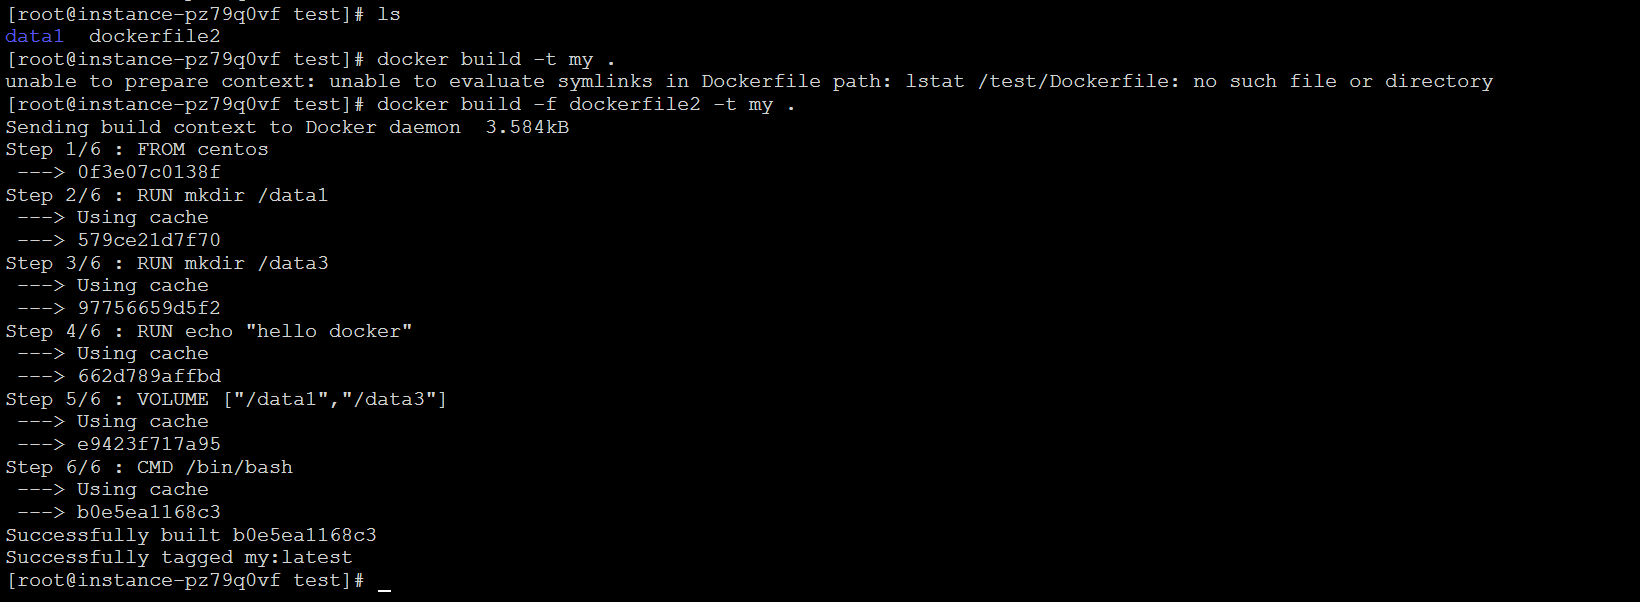 [root@instance-pz79q0vf test]# ls
data1  dockerfile2
[root@instance-pz79q0vf test]# docker build -t my .
unable to prepare context: unable to evaluate symlinks in Dockerfile path: lstat /test/Dockerfile: no such file or directory
[root@instance-pz79q0vf test]# docker build -f dockerfile2 -t my .
Sending build context to Docker daemon  3.584kB
Step 1/6 : FROM centos
 ---> 0f3e07c0138f
Step 2/6 : RUN mkdir /data1
 ---> Using cache
 ---> 579ce21d7f70
Step 3/6 : RUN mkdir /data3
 ---> Using cache
 ---> 97756659d5f2
Step 4/6 : RUN echo "hello docker"
 ---> Using cache
 ---> 662d789affbd
Step 5/6 : VOLUME ["/data1","/data3"]
 ---> Using cache
 ---> e9423f717a95
Step 6/6 : CMD /bin/bash
 ---> Using cache
 ---> b0e5ea1168c3
Successfully built b0e5ea1168c3
Successfully tagged my:latest
[root@instance-pz79q0vf test]# _